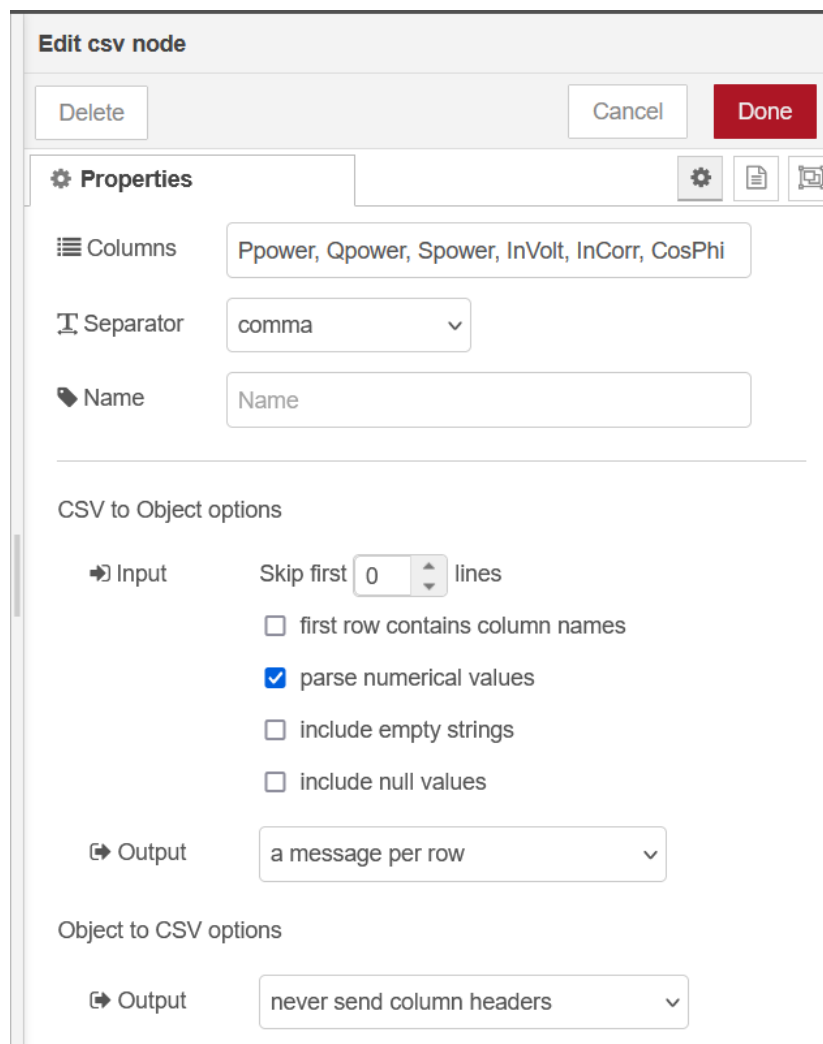 Edit csv node
Delete
Cancel
Done
Properties
Columns
Ppower, Qpower, Spower, InVolt, InCorr, CosPhi
Separator
comma
Name
Name
CSV to Object options
Input
Skip first 0 lines
first row contains column names
parse numerical values
include empty strings
include null values
Output
a message per row
Object to CSV options
Output
never send column headers